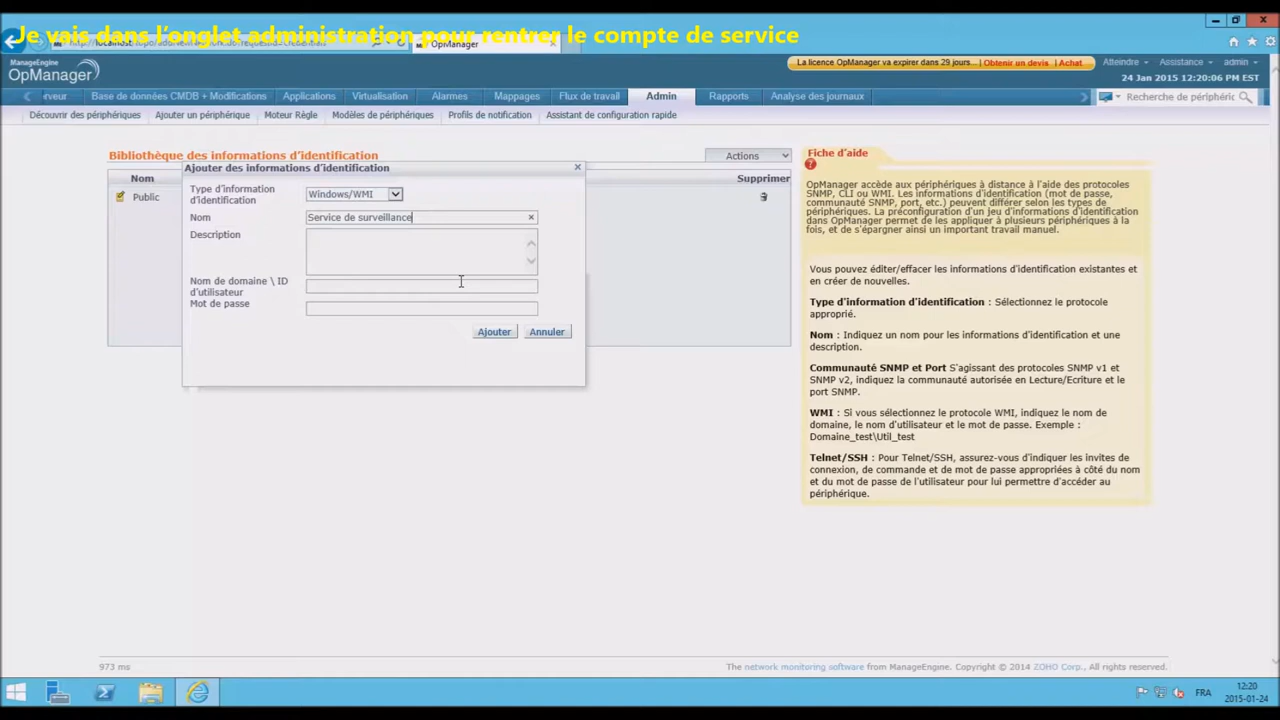 Je vais dans l'onglet administration pour rentrer le compte de service
OpManager
ManageEngine
OpManager
La licence OpManager va expirer dans 29 jours... | Obtenir un devis | Achat
Atteindre
Assistance
admin
24 Jan 2015 12:20:06 PM EST
rveur
Base de données CMDB + Modifications
Applications
Virtualisation
Alarmes
Mappages
Flux de travail
Admin
Rapports
Analyse des journaux
Recherche de périphéric
Découvrir des périphériques
Ajouter un périphérique
Moteur Règle
Modèles de périphériques
Profils de notification
Assistant de configuration rapide
Bibliothèque des informations d'identification
Actions
Nom
Supprimer
Public
Ajouter des informations d'identification
Type d'information
d'identification
Windows/WMI
Nom
Service de surveillance
Description
Nom de domaine \ ID
d'utilisateur
Mot de passe
Ajouter
Annuler
Fiche d'aide
OpManager accède aux périphériques à distance à l'aide des protocoles
SNMP, CLI ou WMI. Les informations d'identification (mot de passe,
communauté SNMP, port, etc.) peuvent différer selon les types de
périphériques. La préconfiguration d'un jeu d'informations d'identification
dans OpManager permet de les appliquer à plusieurs périphériques à la
fois, et de s'épargner ainsi un important travail manuel.
Vous pouvez éditer/effacer les informations d'identification existantes et
en créer de nouvelles.
Type d'information d'identification : Sélectionnez le protocole
approprié.
Nom : Indiquez un nom pour les informations d'identification et une
description.
Communauté SNMP et Port S'agissant des protocoles SNMP v1 et
SNMP v2, indiquez la communauté autorisée en Lecture/Ecriture et le
port SNMP.
WMI : Si vous sélectionnez le protocole WMI, indiquez le nom de
domaine, le nom d'utilisateur et le mot de passe. Exemple :
Domaine_test\Util_test
Telnet/SSH : Pour Telnet/SSH, assurez-vous d'indiquer les invites de
connexion, de commande et de mot de passe appropriées à côté du nom
et du mot de passe de l'utilisateur pour lui permettre d'accéder au
périphérique.
973 ms
The network monitoring software from ManageEngine. Copyright © 2014 ZOHO Corp., All rights reserved.
FRA
12:20
2015-01-24